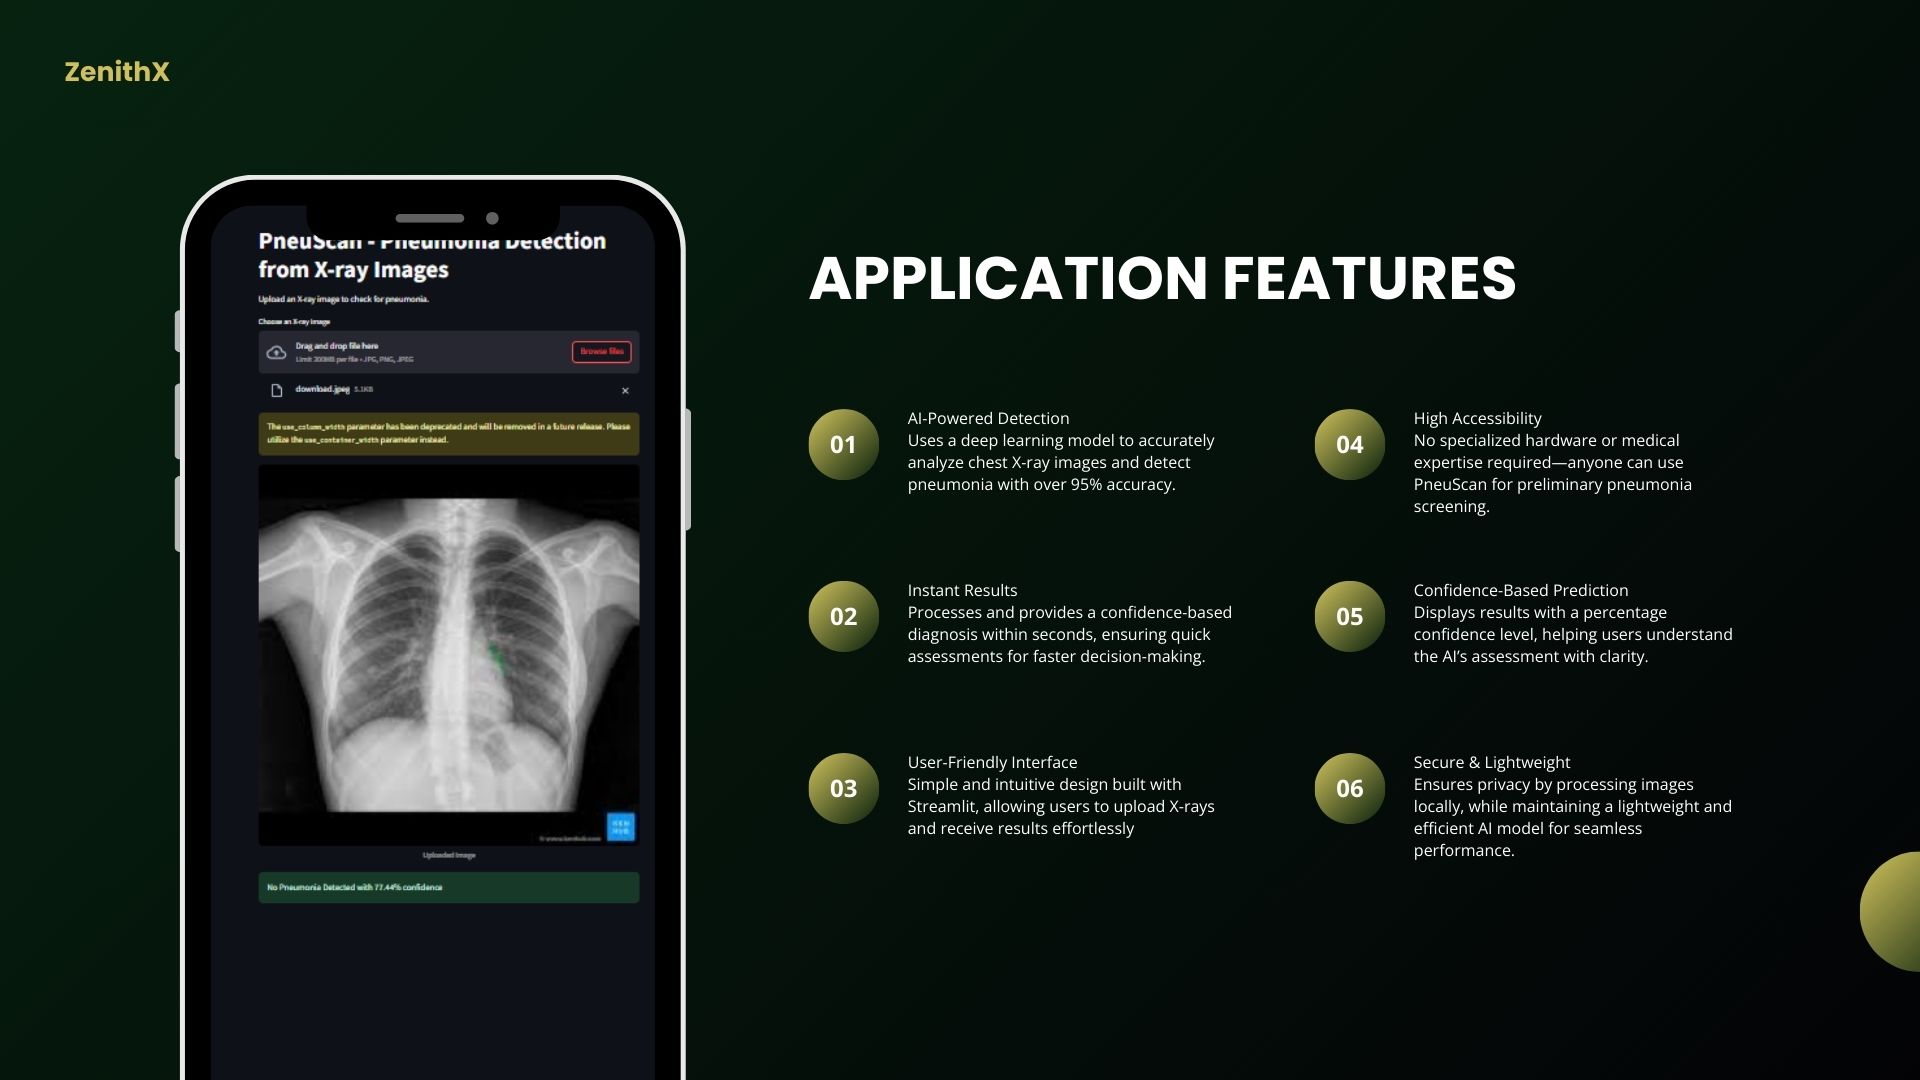 ZenithX
PneuScan - Pneumonia Detection
from X-ray Images
Upload an X-ray image to check for pneumonia.
Choose an X-ray image
Drag and drop file here
Limit 200MB per file • JPG, PNG, JPEG
Browse files
download.jpeg 5.1KB
The use_column_width parameter has been deprecated and will be removed in a future release. Please
utilize the use_container_width parameter instead.
Uploaded Image
No Pneumonia Detected with 77.44% confidence
APPLICATION FEATURES
01
AI-Powered Detection
Uses a deep learning model to accurately
analyze chest X-ray images and detect
pneumonia with over 95% accuracy.
02
Instant Results
Processes and provides a confidence-based
diagnosis within seconds, ensuring quick
assessments for faster decision-making.
03
User-Friendly Interface
Simple and intuitive design built with
Streamlit, allowing users to upload X-rays
and receive results effortlessly
04
High Accessibility
No specialized hardware or medical
expertise required—anyone can use
PneuScan for preliminary pneumonia
screening.
05
Confidence-Based Prediction
Displays results with a percentage
confidence level, helping users understand
the AI’s assessment with clarity.
06
Secure & Lightweight
Ensures privacy by processing images
locally, while maintaining a lightweight and
efficient AI model for seamless
performance.